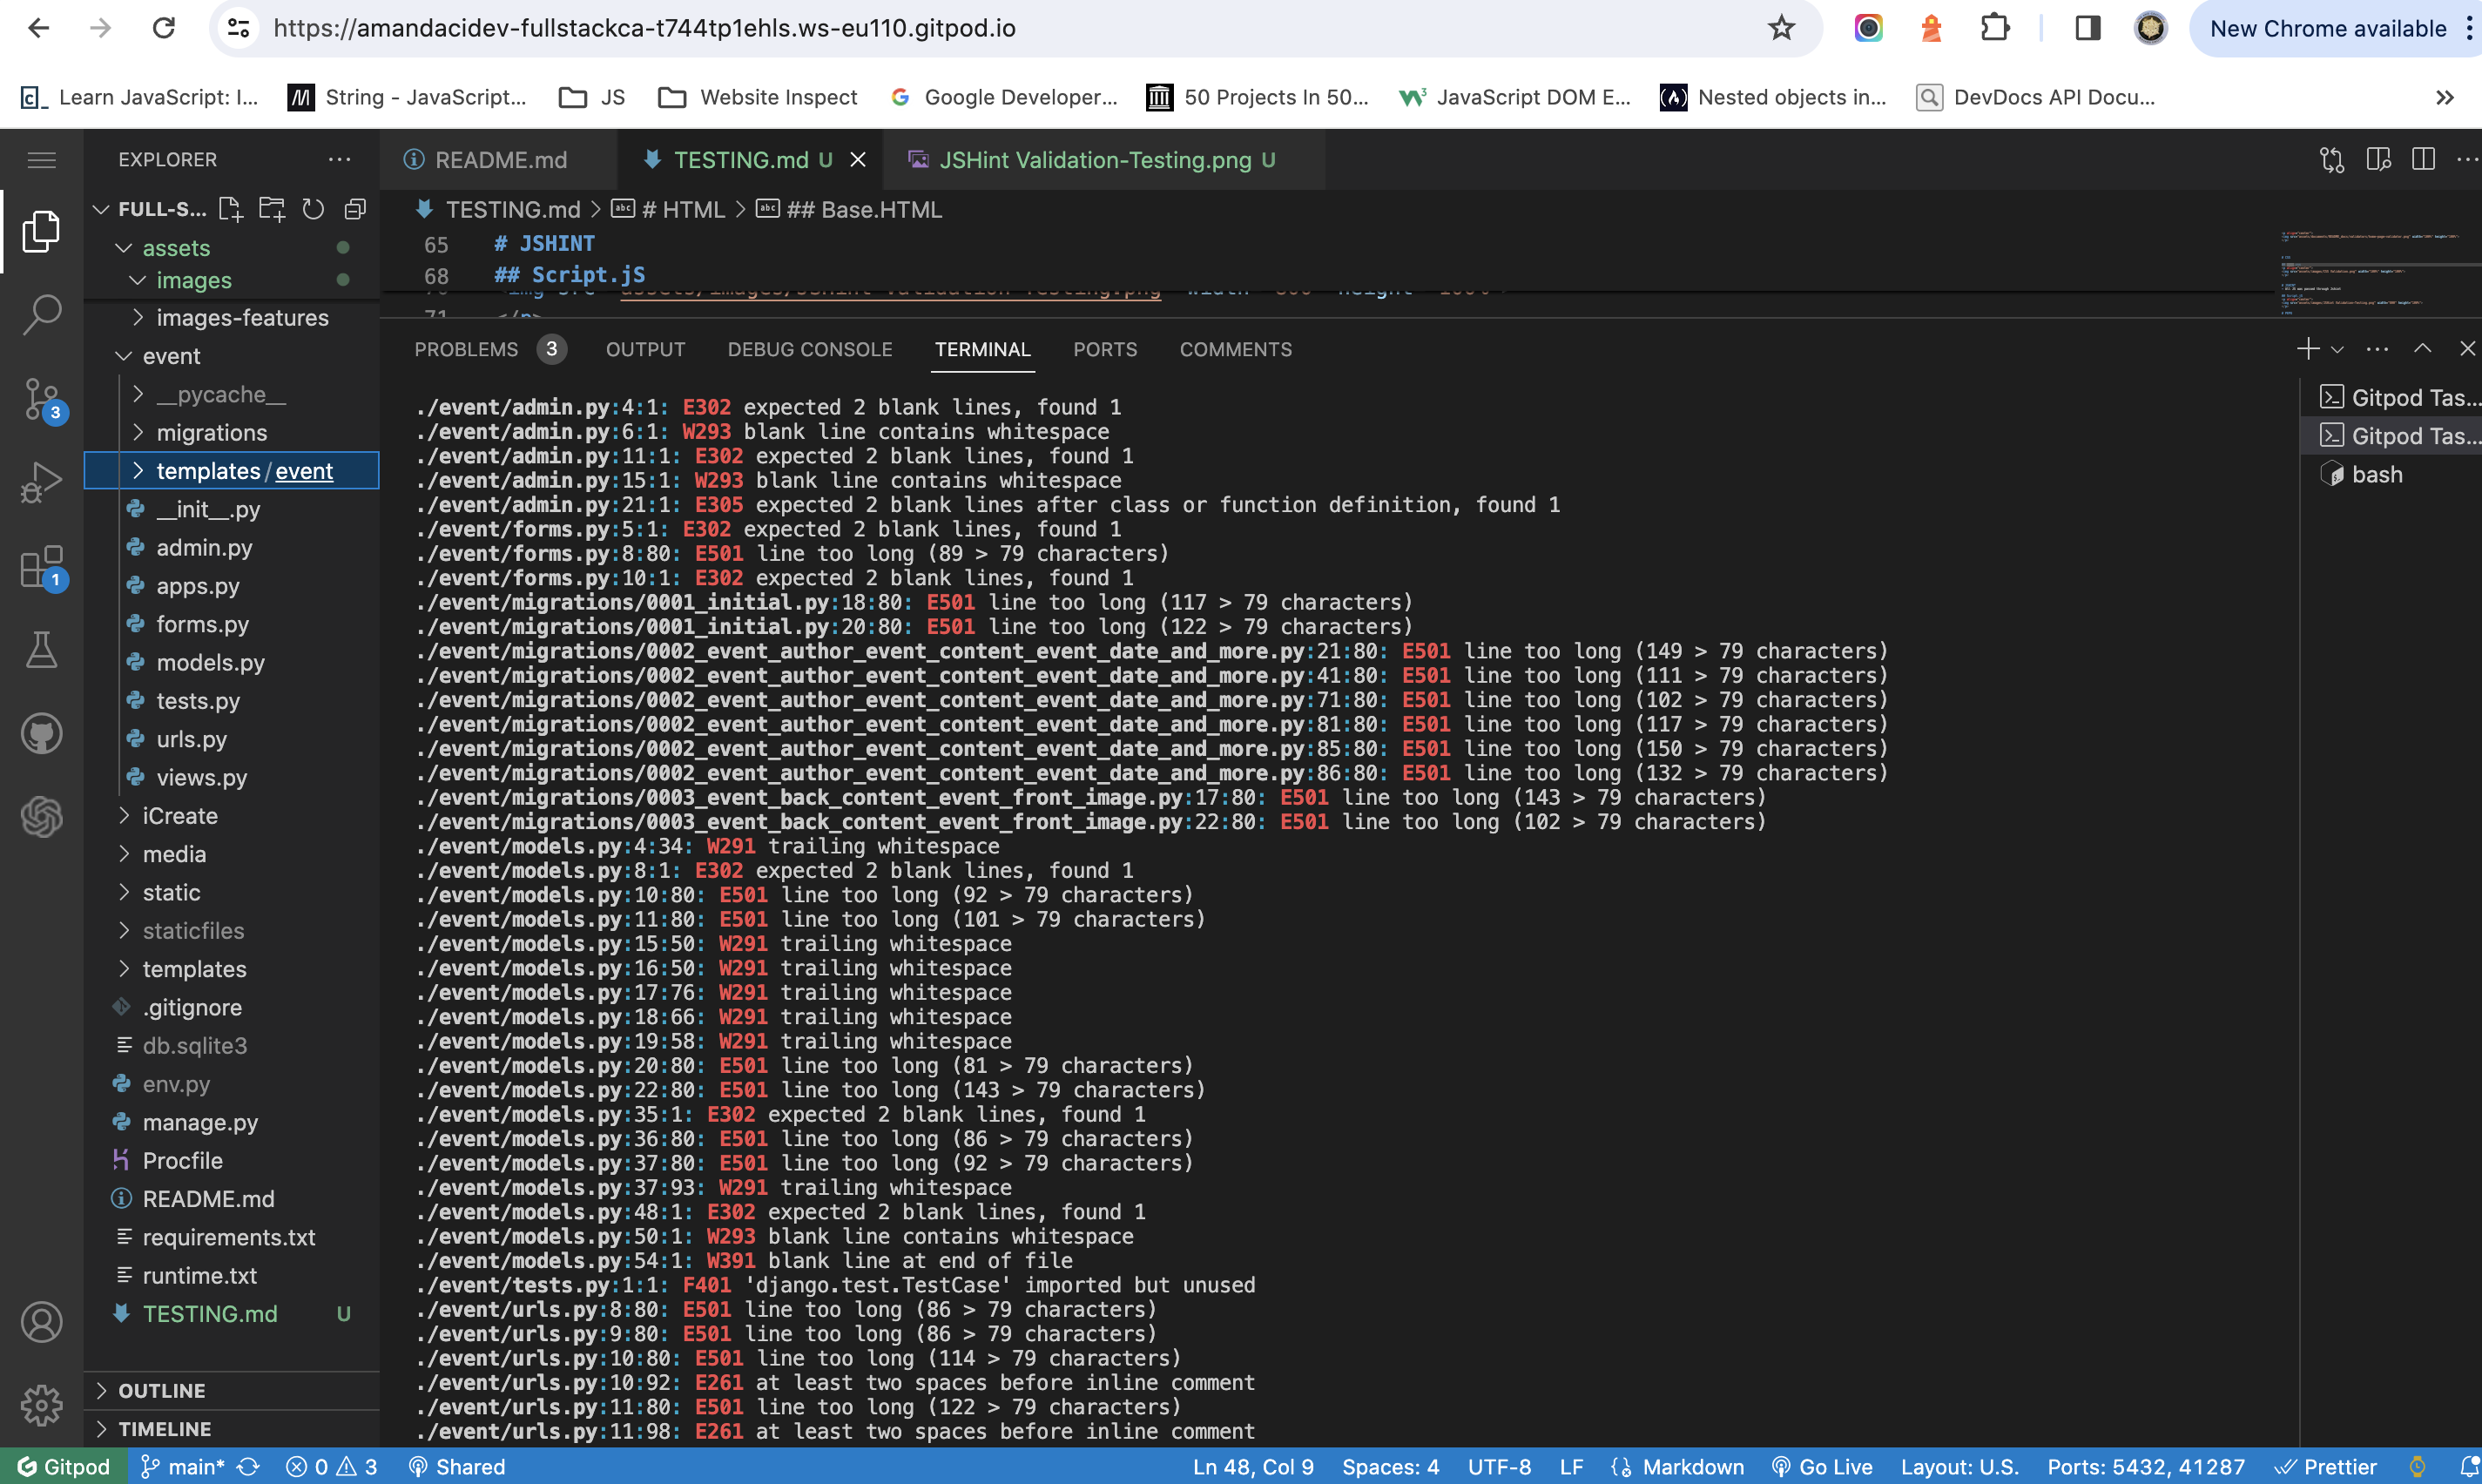 https://amandacidev-fullstackca-t744tp1ehls.ws-eu110.gitpod.io
New Chrome available
Learn JavaScript: I...
String - JavaScript...
JS
Website Inspect
Google Developer...
50 Projects In 50...
JavaScript DOM E...
Nested objects in...
DevDocs API Docu...
EXPLORER
README.md
TESTING.md U
JSHint Validation-Testing.png U
FULL-S...
TESTING.md > # HTML > ## Base.HTML
assets
65 # JSHINT
images
68 ## Script.jS
images-features
71 </p>
event
PROBLEMS 3 OUTPUT DEBUG CONSOLE TERMINAL PORTS COMMENTS
__pycache__
migrations
templates/event
__init__.py
admin.py
apps.py
forms.py
models.py
tests.py
urls.py
views.py
iCreate
media
static
staticfiles
templates
.gitignore
db.sqlite3
env.py
manage.py
Procfile
README.md
requirements.txt
runtime.txt
TESTING.md U
OUTLINE
TIMELINE
3
1
./event/admin.py:4:1: E302 expected 2 blank lines, found 1
./event/admin.py:6:1: W293 blank line contains whitespace
./event/admin.py:11:1: E302 expected 2 blank lines, found 1
./event/admin.py:15:1: W293 blank line contains whitespace
./event/admin.py:21:1: E305 expected 2 blank lines after class or function definition, found 1
./event/forms.py:5:1: E302 expected 2 blank lines, found 1
./event/forms.py:8:80: E501 line too long (89 > 79 characters)
./event/forms.py:10:1: E302 expected 2 blank lines, found 1
./event/migrations/0001_initial.py:18:80: E501 line too long (117 > 79 characters)
./event/migrations/0001_initial.py:20:80: E501 line too long (122 > 79 characters)
./event/migrations/0002_event_author_event_content_event_date_and_more.py:21:80: E501 line too long (149 > 79 characters)
./event/migrations/0002_event_author_event_content_event_date_and_more.py:41:80: E501 line too long (111 > 79 characters)
./event/migrations/0002_event_author_event_content_event_date_and_more.py:71:80: E501 line too long (102 > 79 characters)
./event/migrations/0002_event_author_event_content_event_date_and_more.py:81:80: E501 line too long (117 > 79 characters)
./event/migrations/0002_event_author_event_content_event_date_and_more.py:85:80: E501 line too long (150 > 79 characters)
./event/migrations/0002_event_author_event_content_event_date_and_more.py:86:80: E501 line too long (132 > 79 characters)
./event/migrations/0003_event_back_content_event_front_image.py:17:80: E501 line too long (143 > 79 characters)
./event/migrations/0003_event_back_content_event_front_image.py:22:80: E501 line too long (102 > 79 characters)
./event/models.py:4:34: W291 trailing whitespace
./event/models.py:8:1: E302 expected 2 blank lines, found 1
./event/models.py:10:80: E501 line too long (92 > 79 characters)
./event/models.py:11:80: E501 line too long (101 > 79 characters)
./event/models.py:15:50: W291 trailing whitespace
./event/models.py:16:50: W291 trailing whitespace
./event/models.py:17:76: W291 trailing whitespace
./event/models.py:18:66: W291 trailing whitespace
./event/models.py:19:58: W291 trailing whitespace
./event/models.py:20:80: E501 line too long (81 > 79 characters)
./event/models.py:22:80: E501 line too long (143 > 79 characters)
./event/models.py:35:1: E302 expected 2 blank lines, found 1
./event/models.py:36:80: E501 line too long (86 > 79 characters)
./event/models.py:37:80: E501 line too long (92 > 79 characters)
./event/models.py:37:93: W291 trailing whitespace
./event/models.py:48:1: E302 expected 2 blank lines, found 1
./event/models.py:50:1: W293 blank line contains whitespace
./event/models.py:54:1: W391 blank line at end of file
./event/tests.py:1:1: F401 'django.test.TestCase' imported but unused
./event/urls.py:8:80: E501 line too long (86 > 79 characters)
./event/urls.py:9:80: E501 line too long (86 > 79 characters)
./event/urls.py:10:80: E501 line too long (114 > 79 characters)
./event/urls.py:10:92: E261 at least two spaces before inline comment
./event/urls.py:11:80: E501 line too long (122 > 79 characters)
./event/urls.py:11:98: E261 at least two spaces before inline comment
Gitpod Tas...
Gitpod Tas...
bash
Gitpod main* 0 3 Shared Ln 48, Col 9 Spaces: 4 UTF-8 LF Markdown Go Live Layout: U.S. Ports: 5432, 41287 Prettier